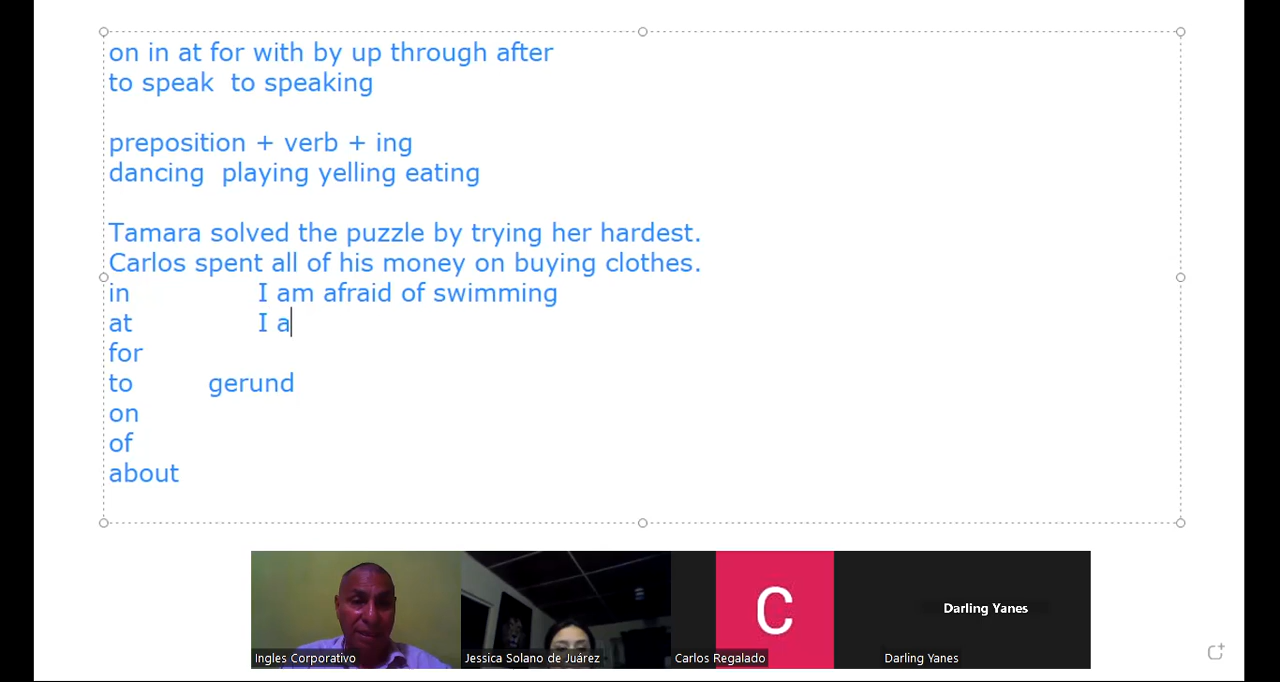 on in at for with by up through after
to speak  to speaking
preposition + verb + ing
dancing  playing yelling eating
Tamara solved the puzzle by trying her hardest.
Carlos spent all of his money on buying clothes.
in I am afraid of swimming
at I a
for
to gerund
on
of
about
C
Darling Yanes
Ingles Corporativo
Jessica Solano de Juárez
Carlos Regalado
Darling Yanes